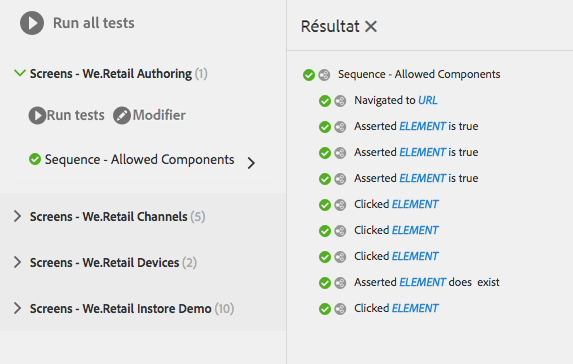 Run all tests
Screens - We.Retail Authoring (1)
Run tests Modifier
Sequence - Allowed Components
Screens - We.Retail Channels (5)
Screens - We.Retail Devices (2)
Screens - We.Retail Instore Demo (10)
Résultat
Sequence - Allowed Components
Navigated to URL
Asserted ELEMENT is true
Asserted ELEMENT is true
Asserted ELEMENT is true
Clicked ELEMENT
Clicked ELEMENT
Clicked ELEMENT
Asserted ELEMENT does exist
Clicked ELEMENT